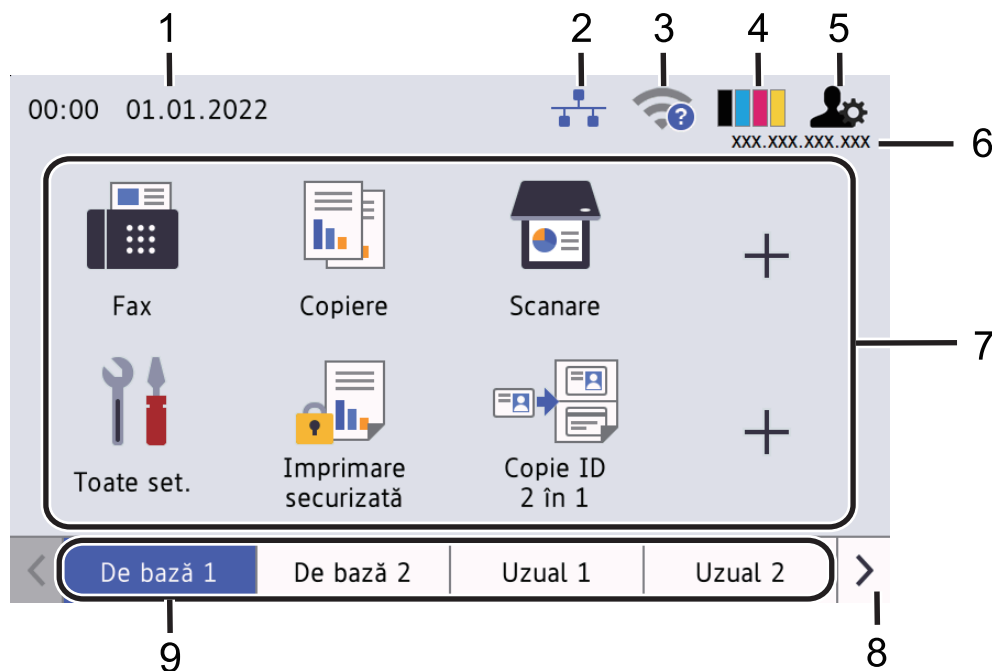 1
2
3
4
5
00:00 01.01.2022
?
XXX.XXX.XXX.XXX
6
Fax
Copiere
Scanare
7
Toate set.
Imprimare
securizată
Copie ID
2 în 1
De bază 1
De bază 2
Uzual 1
Uzual 2
9
8